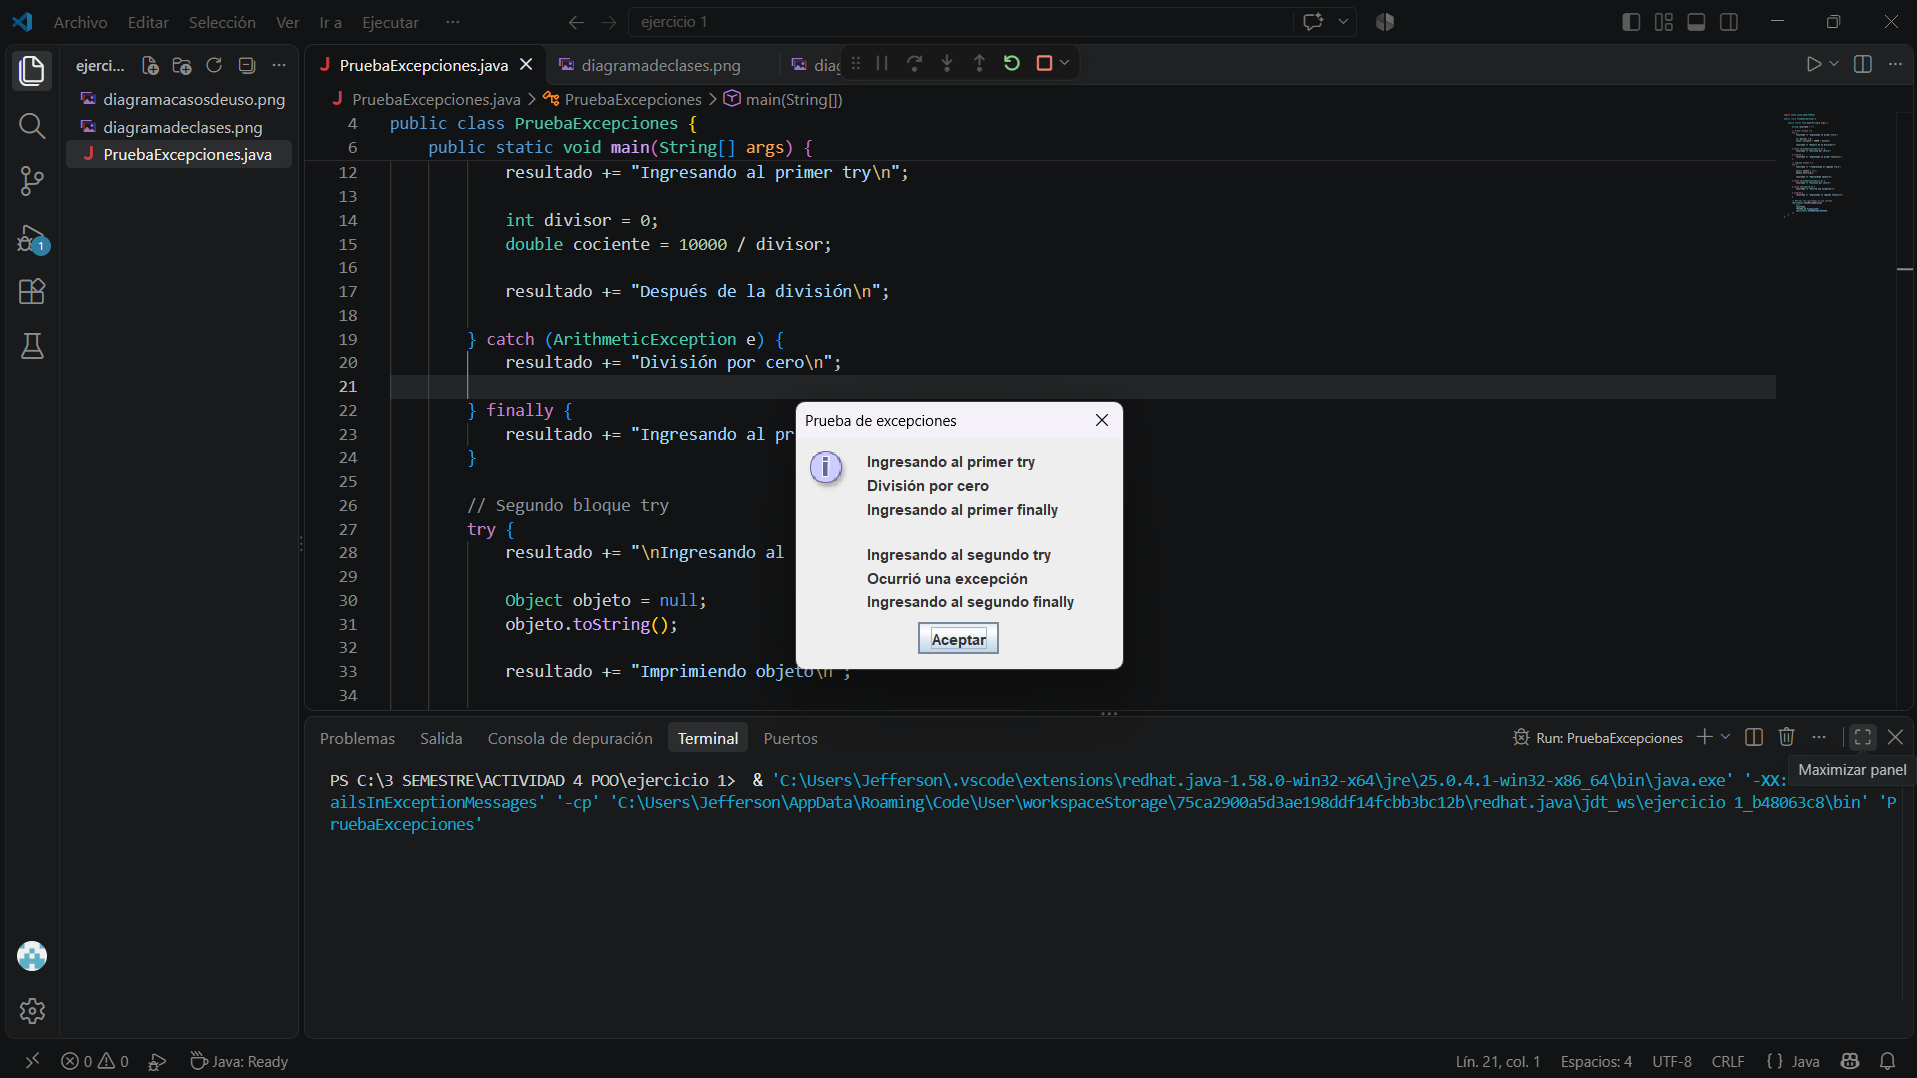 Archivo Editar Selección Ver Ir a Ejecutar ···
ejercicio 1
ejerci...
diagramacasosdeuso.png
diagramadeclases.png
PruebaExcepciones.java
PruebaExcepciones.java
diagramadeclases.png
diag
PruebaExcepciones.java > PruebaExcepciones > main(String[])
4 public class PruebaExcepciones {
6 public static void main(String[] args) {
12 resultado += "Ingresando al primer try\n";
13
14 int divisor = 0;
15 double cociente = 10000 / divisor;
16
17 resultado += "Después de la división\n";
18
19 } catch (ArithmeticException e) {
20 resultado += "División por cero\n";
21
22 } finally {
23 resultado += "Ingresando al pr
24 }
25
26 // Segundo bloque try
27 try {
28 resultado += "\nIngresando al
29
30 Object objeto = null;
31 objeto.toString();
32
33 resultado += "Imprimiendo objeto\n";
34
Prueba de excepciones
Ingresando al primer try
División por cero
Ingresando al primer finally
Ingresando al segundo try
Ocurrió una excepción
Ingresando al segundo finally
Aceptar
1
Problemas Salida Consola de depuración Terminal Puertos
Run: PruebaExcepciones
Maximizar panel
PS C:\3 SEMESTRE\ACTIVIDAD 4 POO\ejercicio 1> & 'C:\Users\Jefferson\.vscode\extensions\redhat.java-1.58.0-win32-x64\jre\25.0.4.1-win32-x86_64\bin\java.exe' '-XX:
ailsInExceptionMessages' '-cp' 'C:\Users\Jefferson\AppData\Roaming\Code\User\workspaceStorage\75ca2900a5d3ae198ddf14fcbb3bc12b\redhat.java\jdt_ws\ejercicio 1_b48063c8\bin' 'P
ruebaExcepciones'
0 0 Java: Ready
Lín. 21, col. 1 Espacios: 4 UTF-8 CRLF {} Java